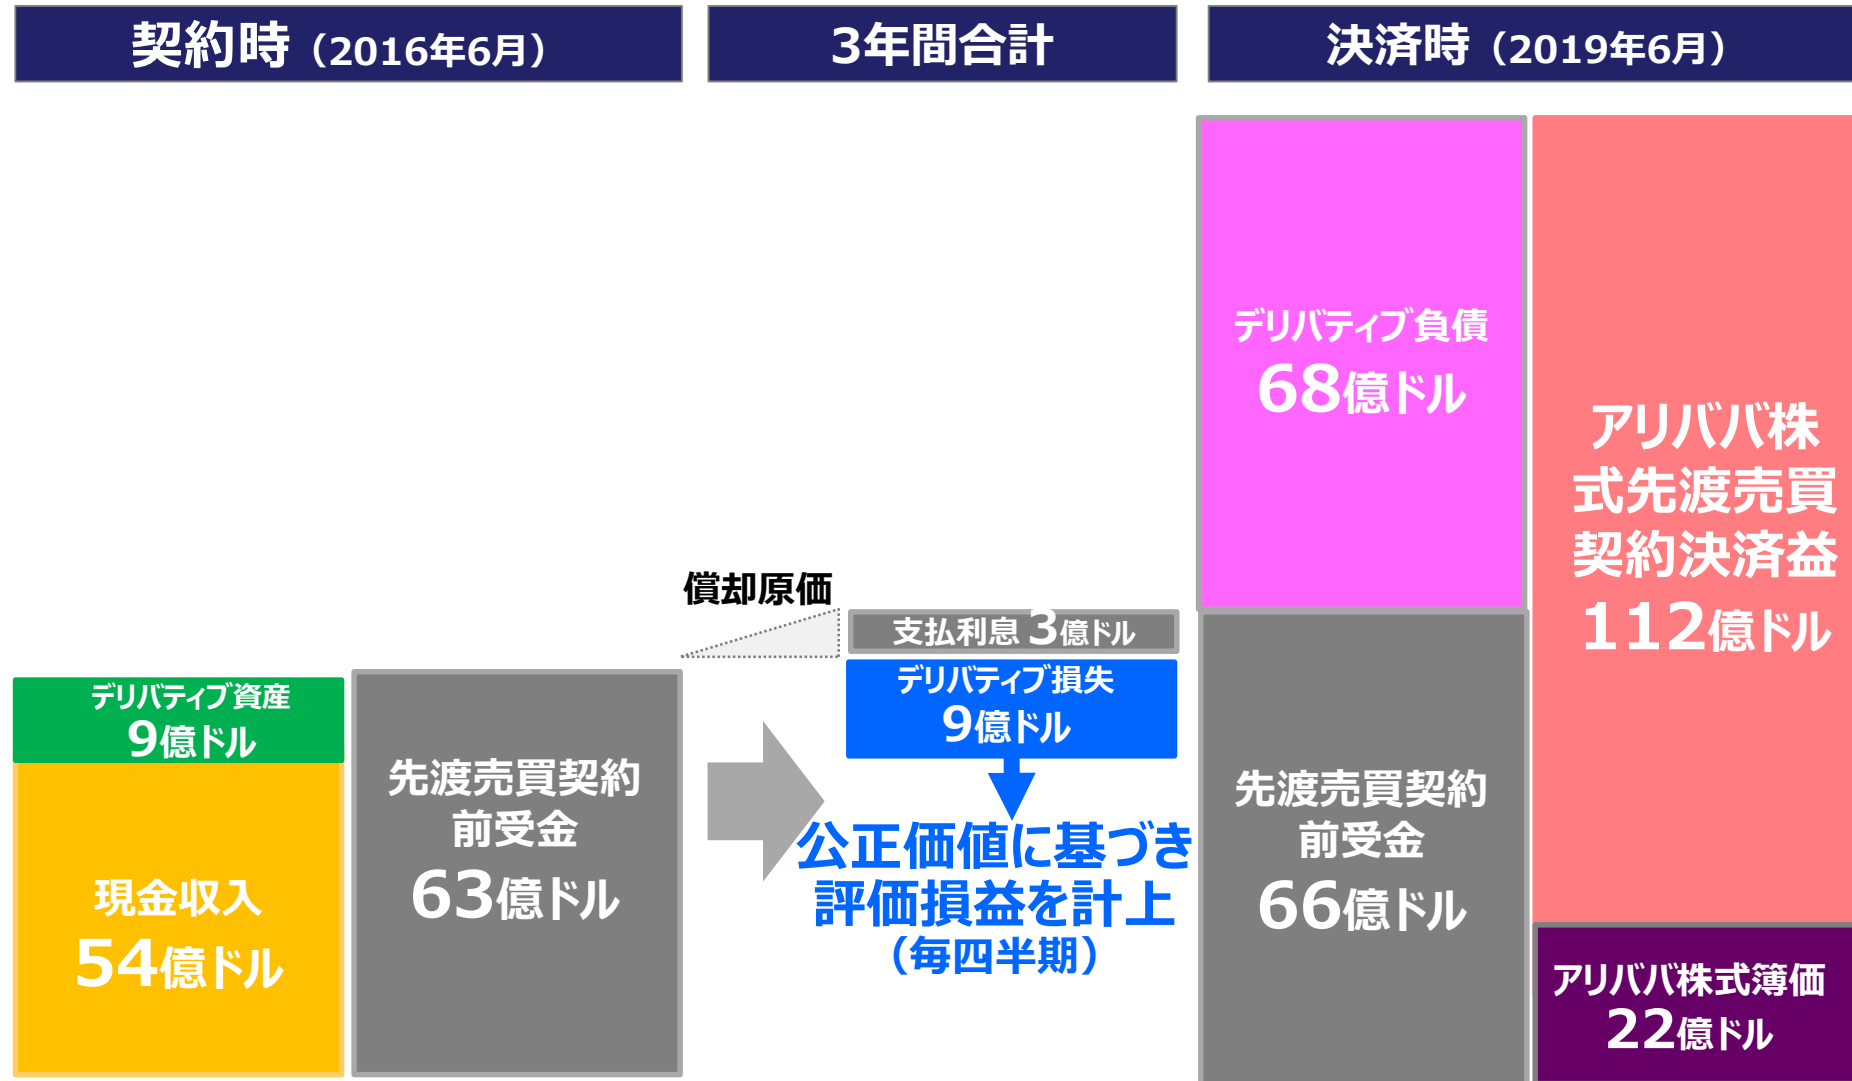 契約時（2016年6月）
3年間合計
決済時（2019年6月）
デリバティブ資産
9億ドル
現金収入
54億ドル
先渡売買契約
前受金
63億ドル
償却原価
支払利息 3億ドル
デリバティブ損失
9億ドル
公正価値に基づき
評価損益を計上
（毎四半期）
デリバティブ負債
68億ドル
先渡売買契約
前受金
66億ドル
アリババ株
式先渡売買
契約決済益
112億ドル
アリババ株式簿価
22億ドル